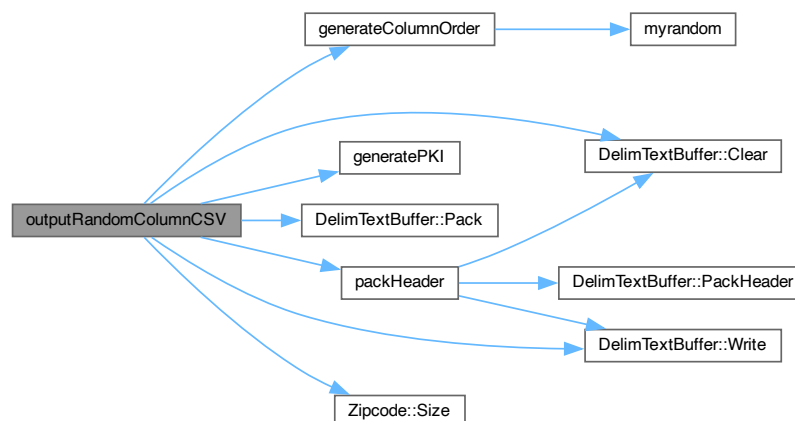 generateColumnOrder
myrandom
DelimTextBuffer::Clear
generatePKI
outputRandomColumnCSV
DelimTextBuffer::Pack
packHeader
DelimTextBuffer::PackHeader
DelimTextBuffer::Write
Zipcode::Size